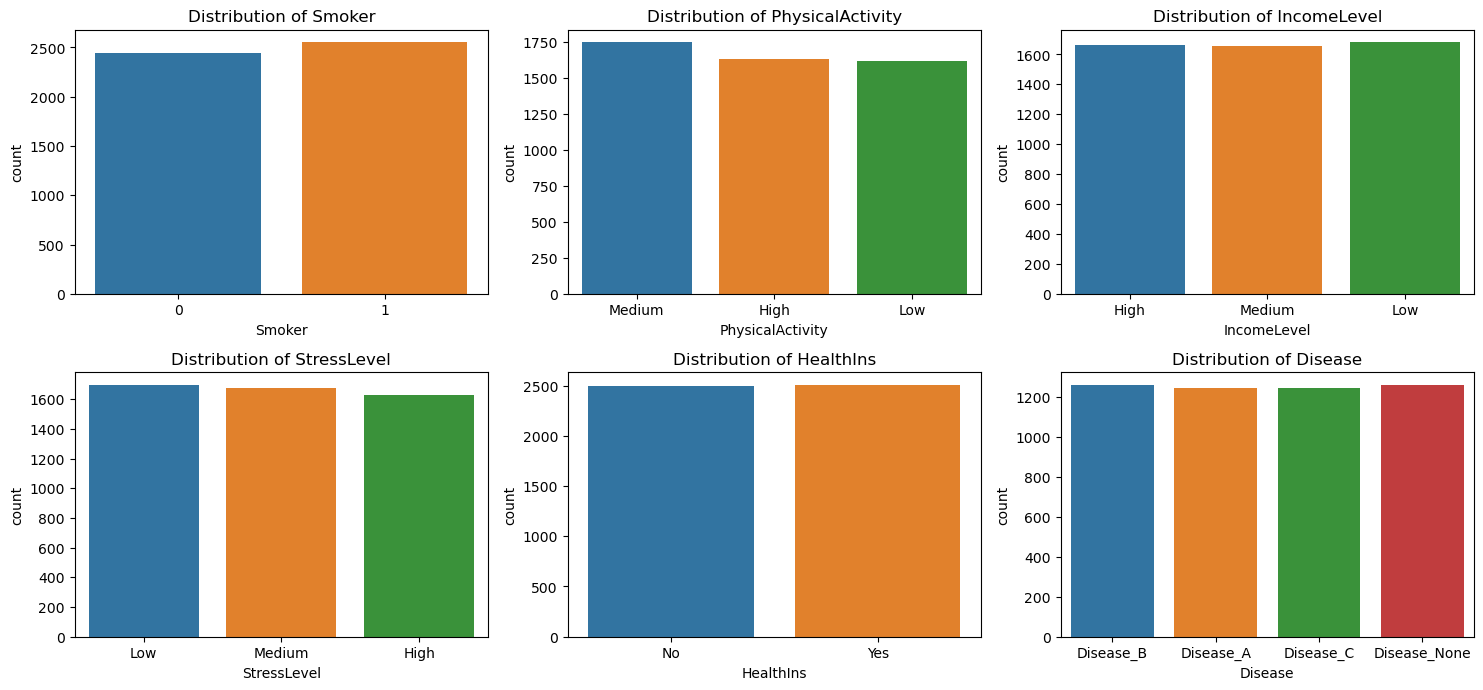 Distribution of Smoker
count
2500
2000
1500
1000
500
0
0 1
Smoker
Distribution of PhysicalActivity
count
1750
1500
1250
1000
750
500
250
0
Medium High Low
PhysicalActivity
Distribution of IncomeLevel
count
1600
1400
1200
1000
800
600
400
200
0
High Medium Low
IncomeLevel
Distribution of StressLevel
count
1600
1400
1200
1000
800
600
400
200
0
Low Medium High
StressLevel
Distribution of HealthIns
count
2500
2000
1500
1000
500
0
No Yes
HealthIns
Distribution of Disease
count
1200
1000
800
600
400
200
0
Disease_B Disease_A Disease_C Disease_None
Disease